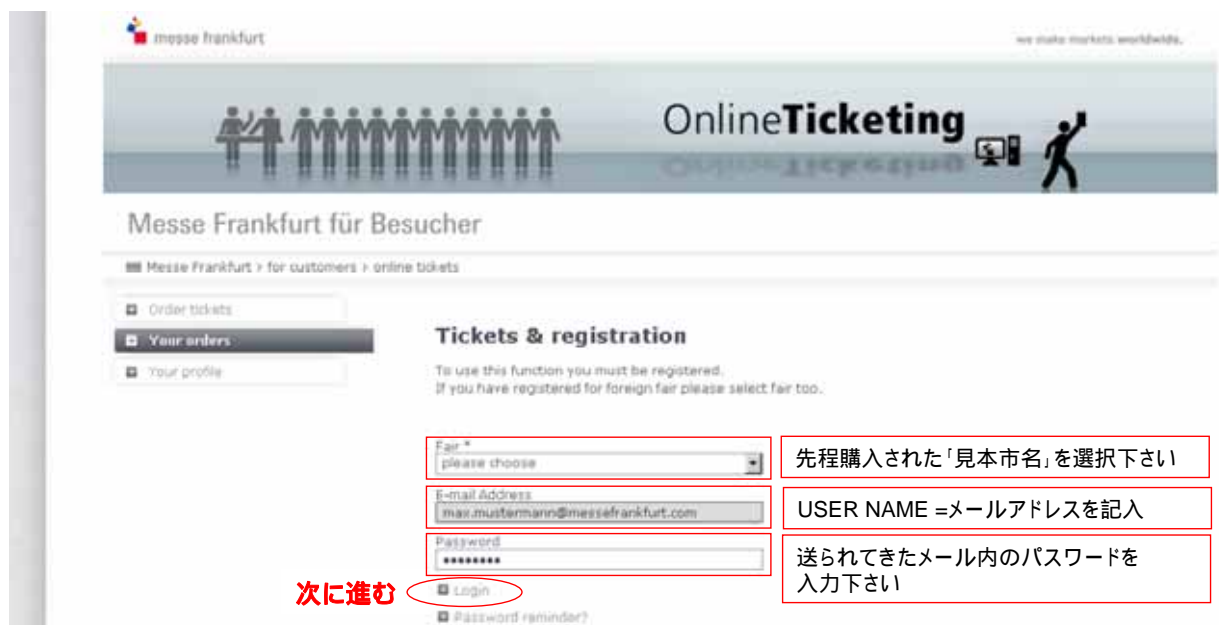 messe frankfurt
we make markets worldwide.
OnlineTicketing
Messe Frankfurt für Besucher
Messe Frankfurt > for customers > online tickets
Order tickets
Your orders
Your profile
Tickets & registration
To use this function you must be registered.
If you have registered for foreign fair please select fair too.
Fair *
please choose
先程購入された「見本市名」を選択下さい
E-mail Address
max.mustermann@messefrankfurt.com
USER NAME =メールアドレスを記入
Password
********
送られてきたメール内のパスワードを
入力下さい
次に進む
Login
Password reminder?